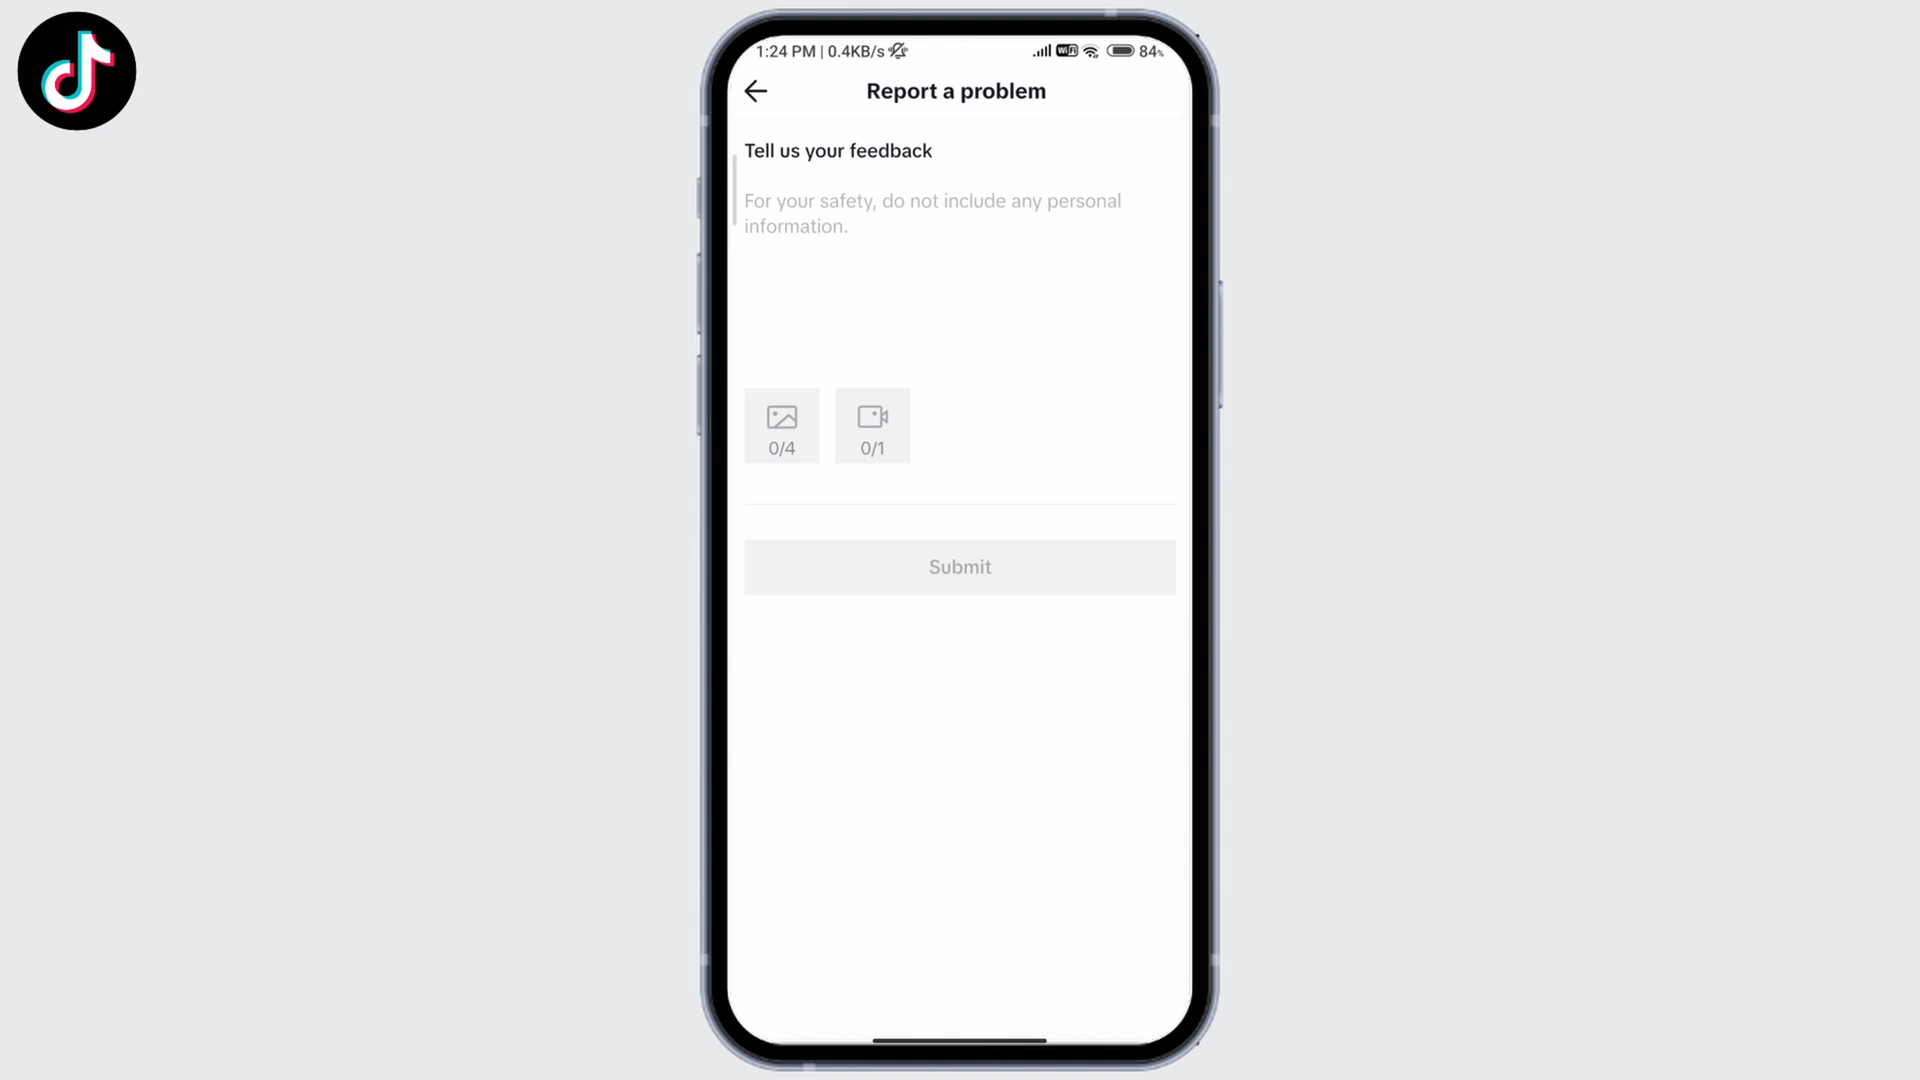 1:24 PM | 0.4KB/s
WiFi
84%
Report a problem
Tell us your feedback
For your safety, do not include any personal
information.
0/4
0/1
Submit